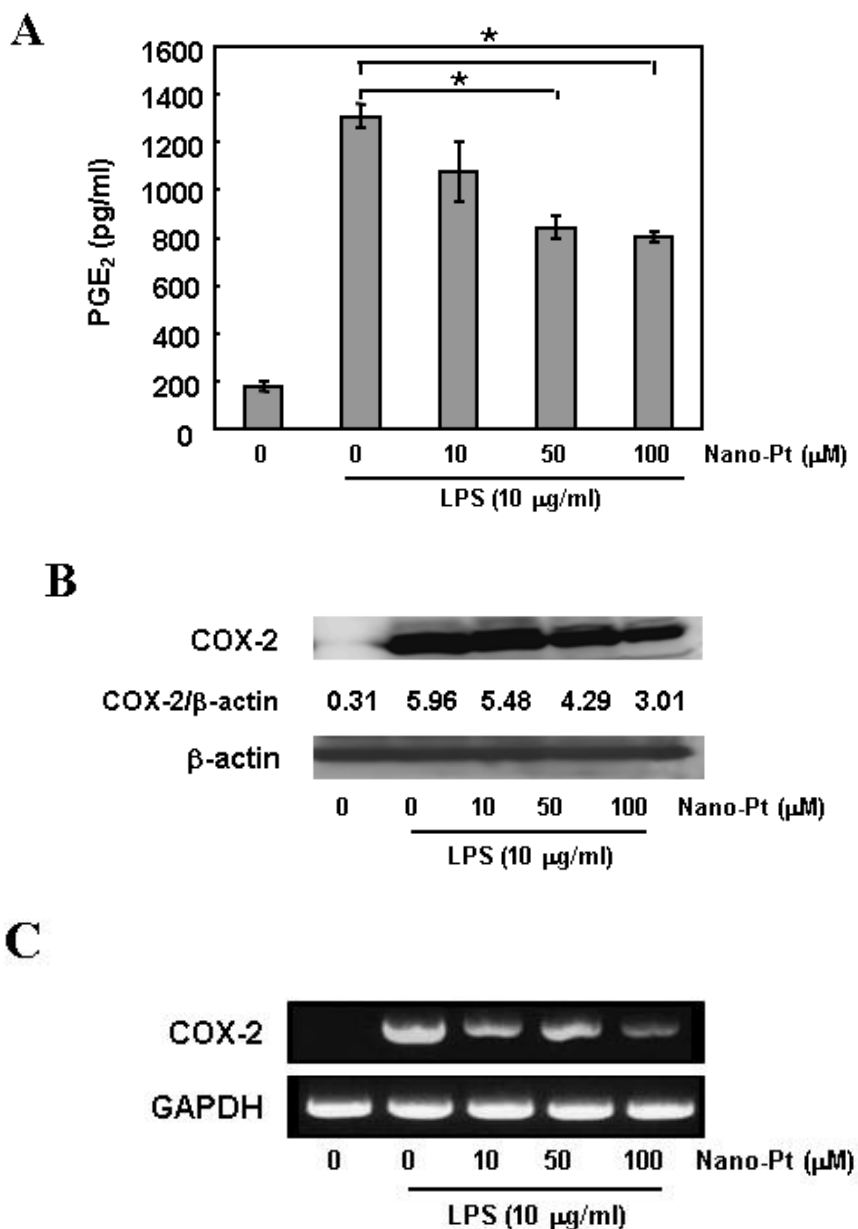 A
*
*
1600
1400
1200
1000
800
600
400
200
0
PGE₂ (pg/ml)
0 0 10 50 100 Nano-Pt (μM)
LPS (10 μg/ml)
B
COX-2
COX-2/β-actin 0.31 5.96 5.48 4.29 3.01
β-actin
0 0 10 50 100 Nano-Pt (μM)
LPS (10 μg/ml)
C
COX-2
GAPDH
0 0 10 50 100 Nano-Pt (μM)
LPS (10 μg/ml)